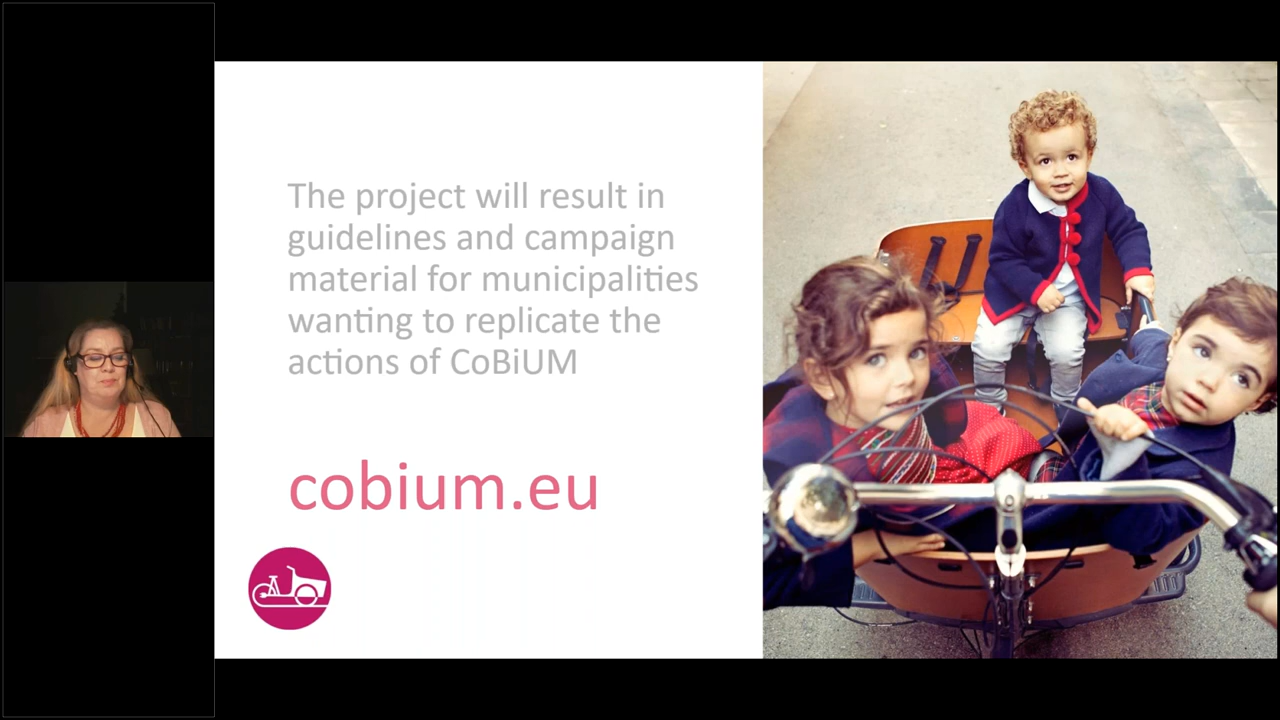 The project will result in
guidelines and campaign
material for municipalities
wanting to replicate the
actions of CoBiUM
cobium.eu